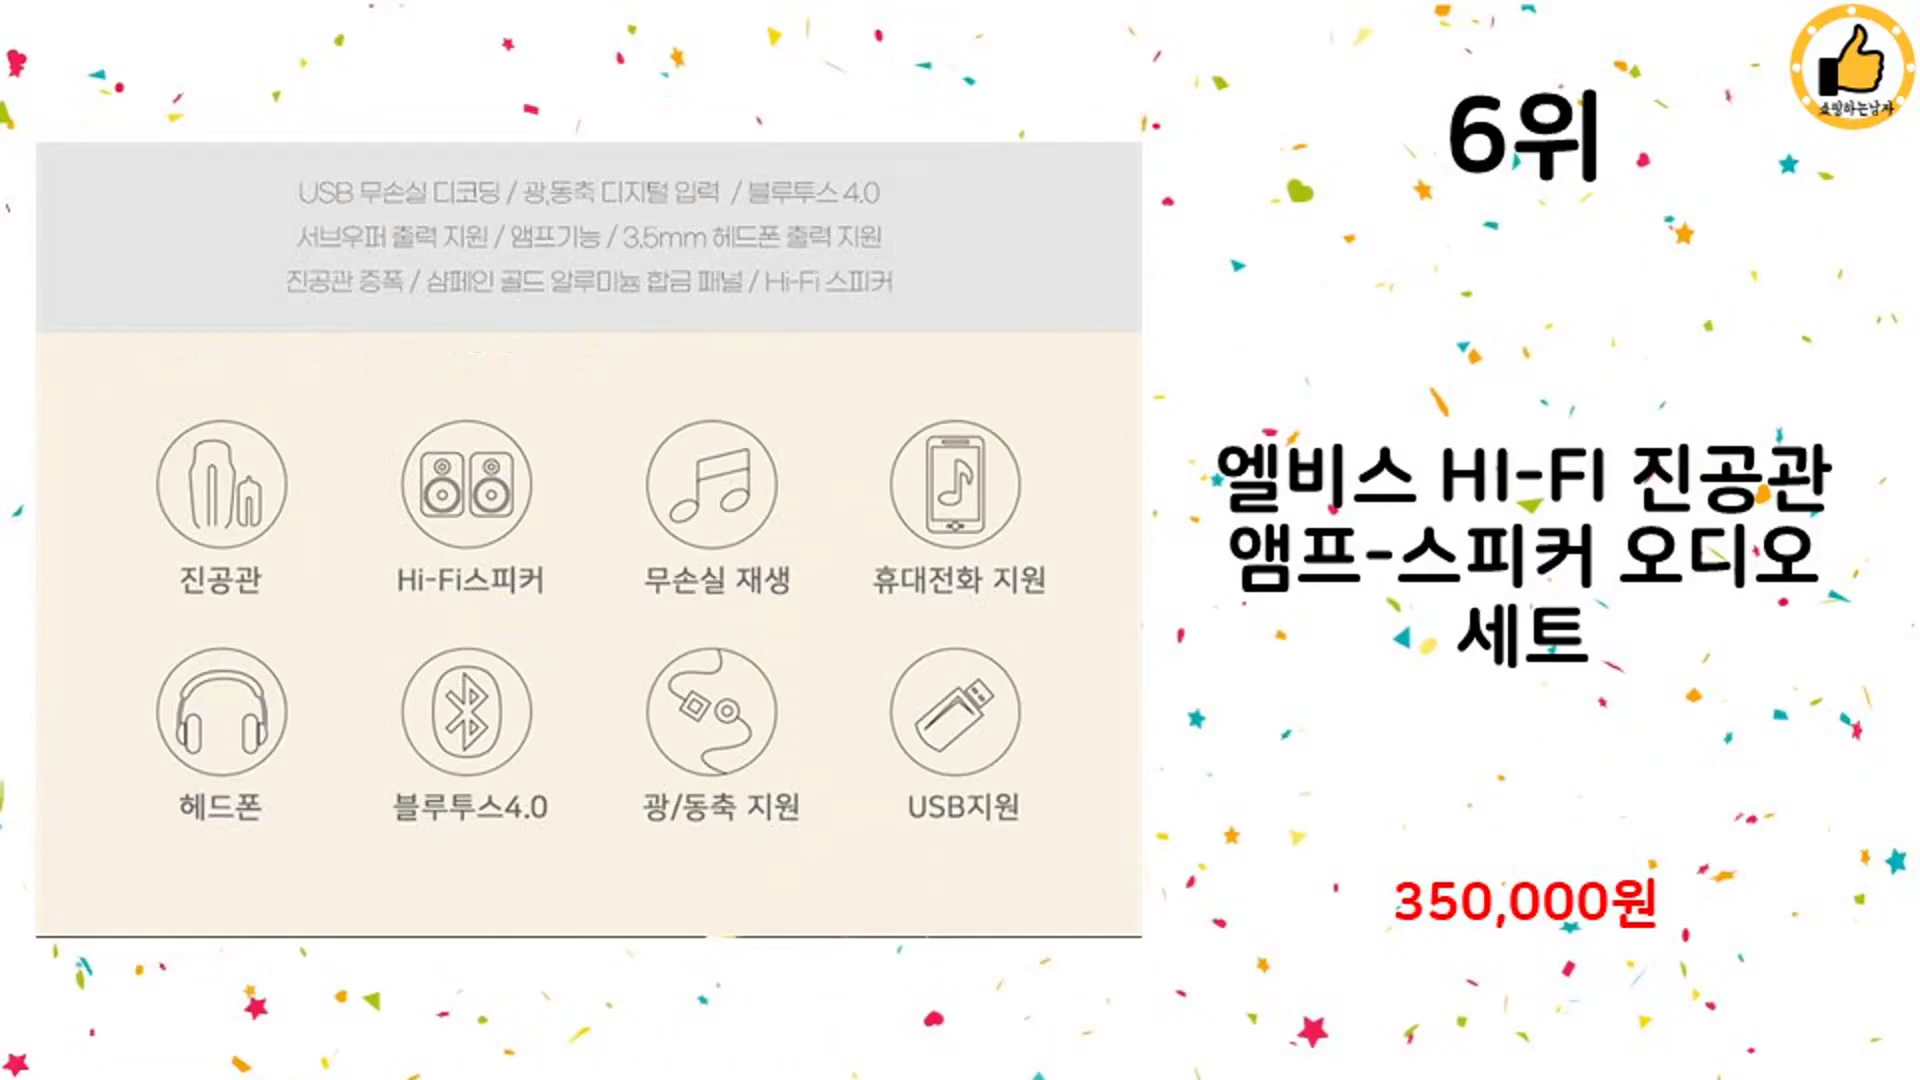 6위
쇼핑하는남자
USB 무손실 디코딩 / 광,동축 디지털 입력 / 블루투스 4.0
서브우퍼 출력 지원 / 앰프기능 / 3.5mm 헤드폰 출력 지원
진공관 증폭 / 샴페인 골드 알루미늄 합금 패널 / Hi-Fi 스피커
진공관
Hi-Fi스피커
무손실 재생
휴대전화 지원
헤드폰
블루투스4.0
광/동축 지원
USB지원
엘비스 HI-FI 진공관
앰프-스피커 오디오
세트
350,000원